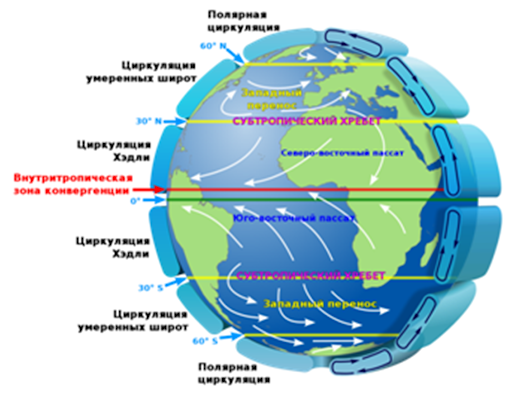 Полярная
циркуляция
60° N
Циркуляция
умеренных широт
Западный
перенос
30° N
СУБТРОПИЧЕСКИЙ ХРЕБЕТ
Циркуляция
Хэдли
Северо-восточный пассат
Внутритропическая
зона конвергенции
0°
Юго-восточный пассат
Циркуляция
Хэдли
СУБТРОПИЧЕСКИЙ ХРЕБЕТ
30° S
Западный перенос
Циркуляция
умеренных широт
60° S
Полярная
циркуляция